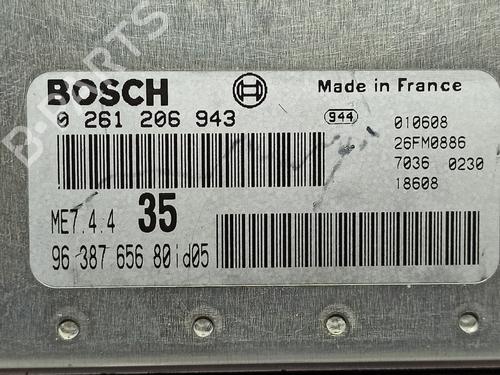 BOSCH
Made in France
0 261 206 943
944
010608
26FM0886
7036 0230
18608
ME7.4.4 35
96 387 656 80 id05
B-PARTS